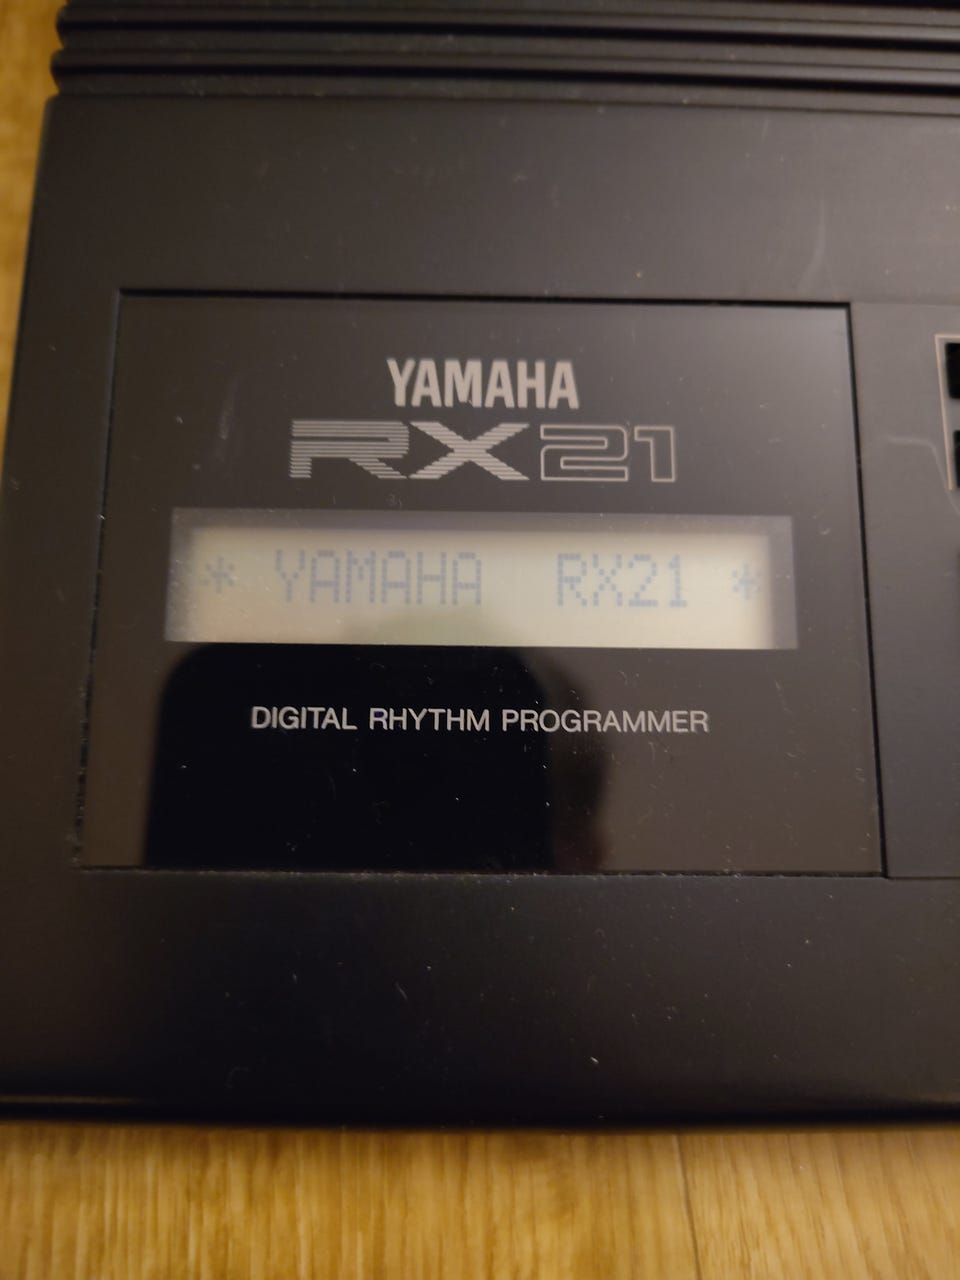 YAMAHA
RX21
* YAMAHA  RX21 *
DIGITAL RHYTHM PROGRAMMER